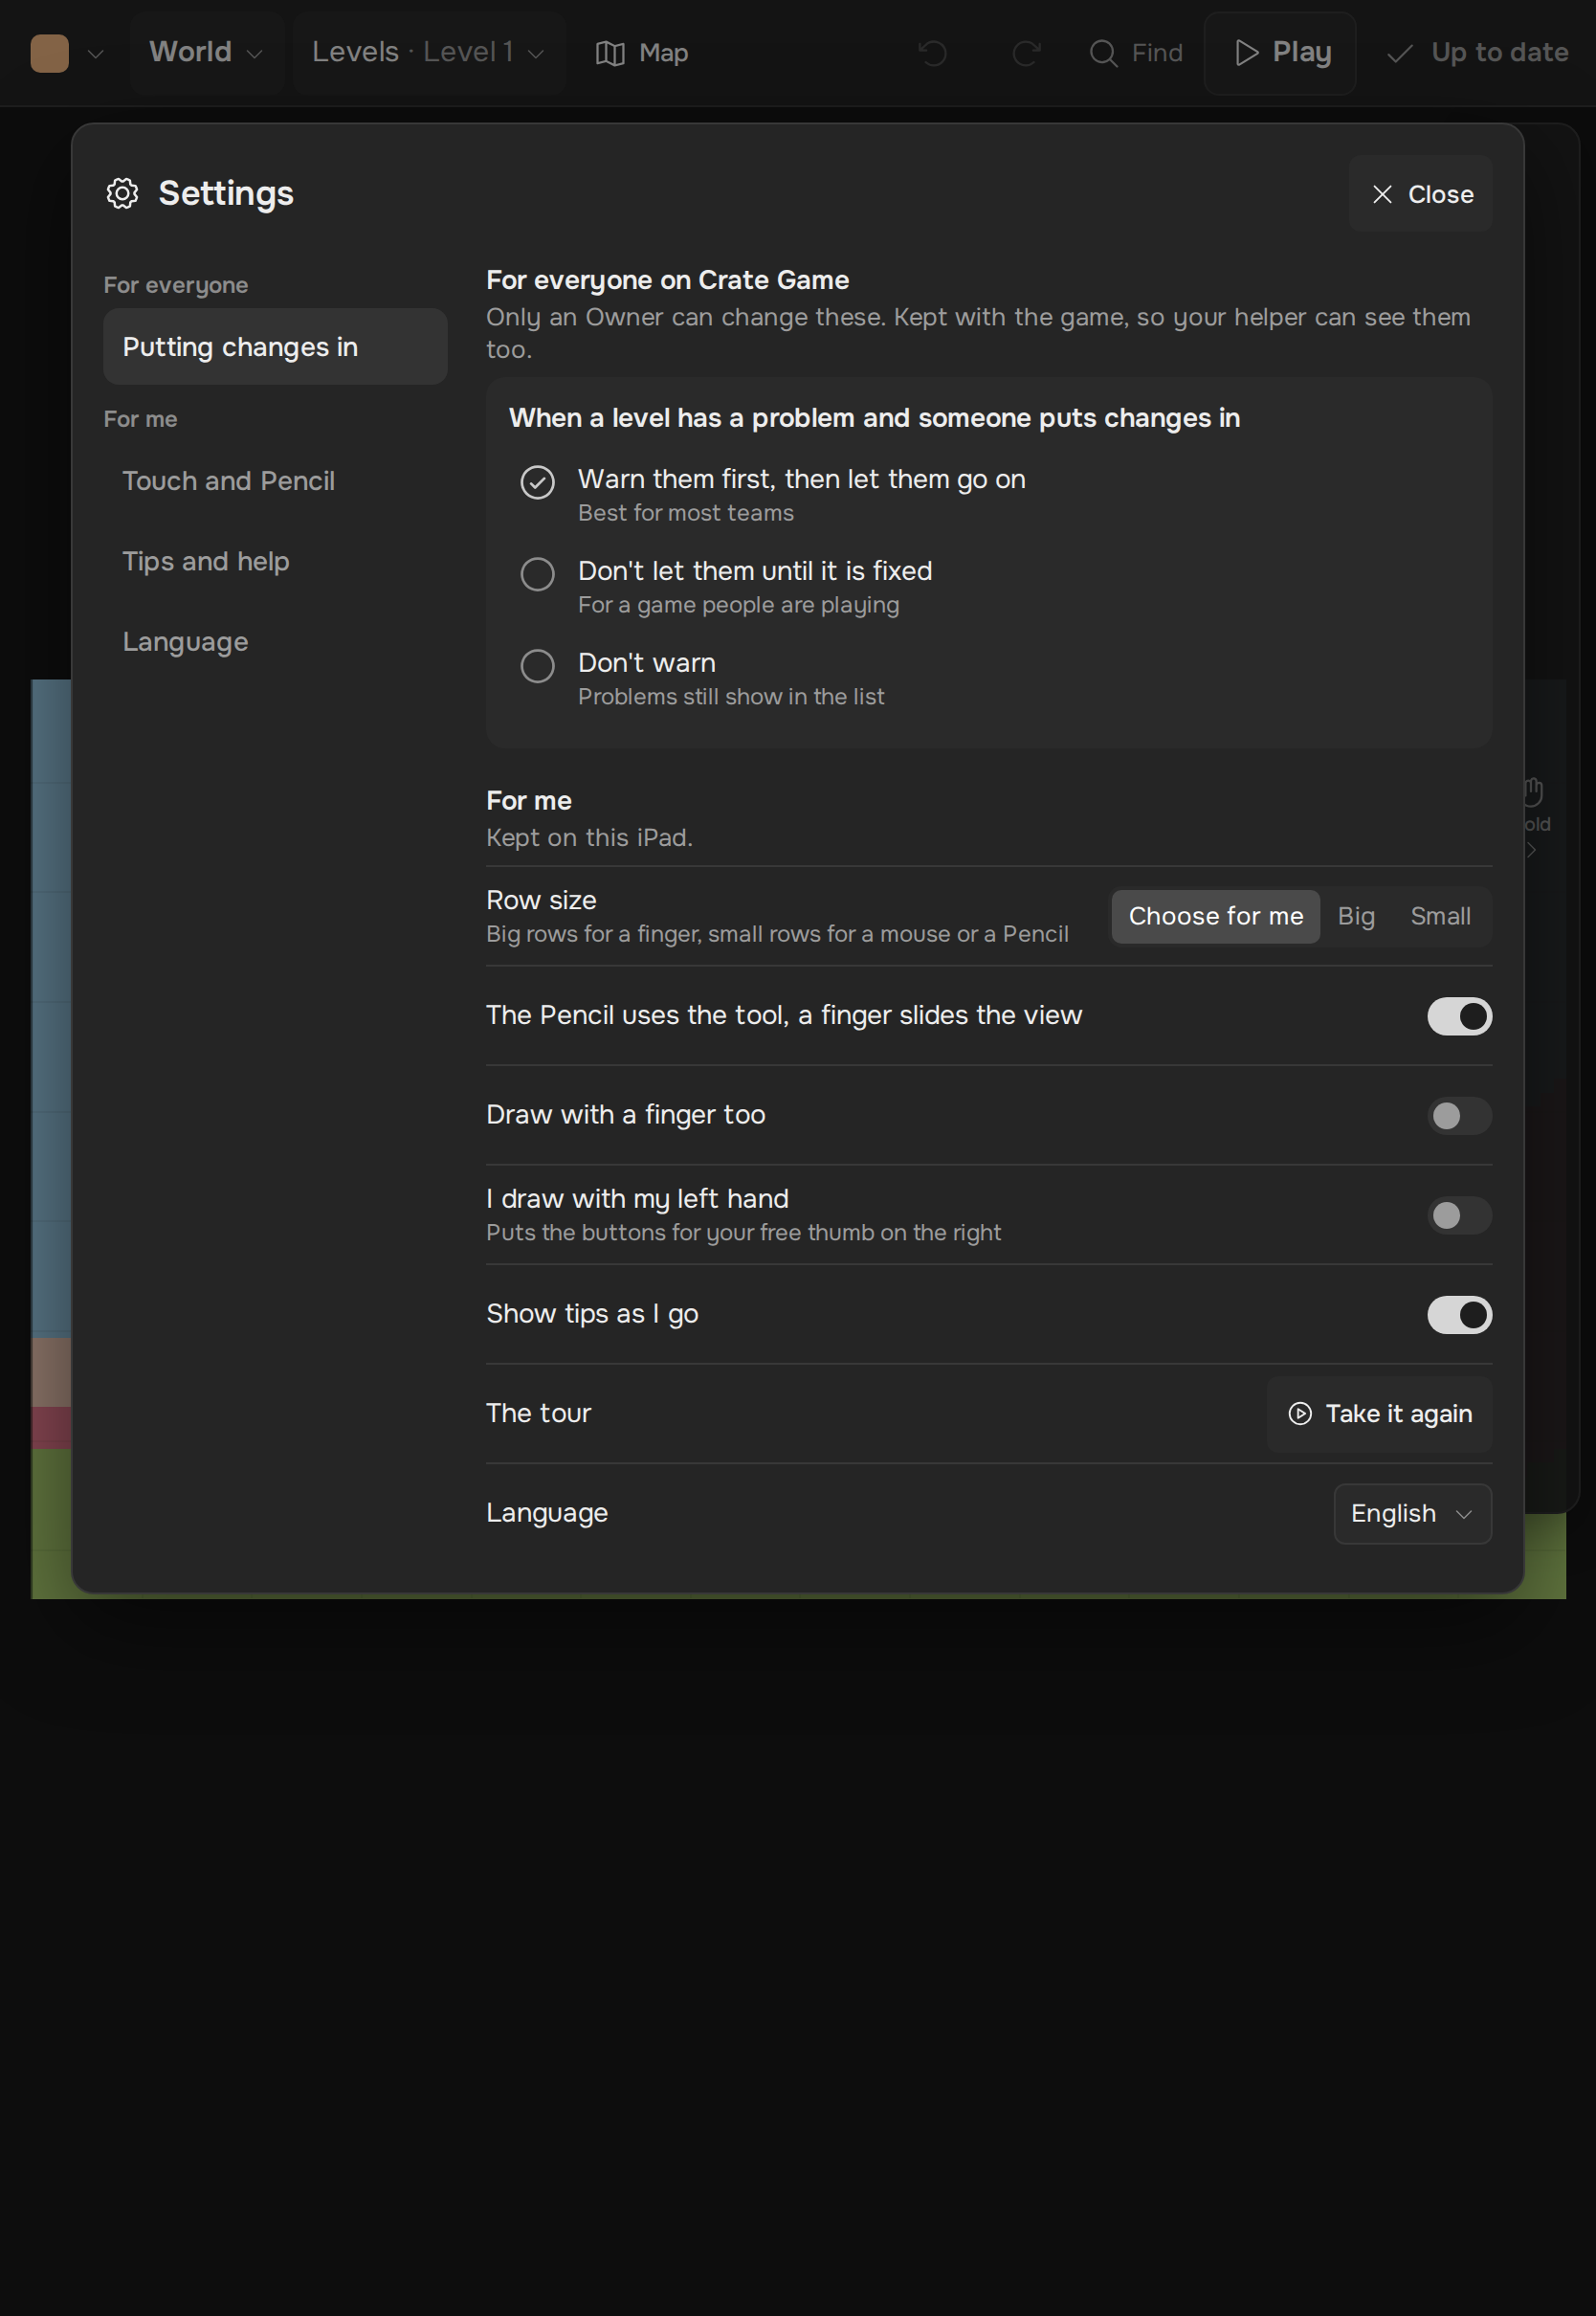 World
Levels · Level 1
Map
Find
Play
Up to date
Settings
Close
For everyone
Putting changes in
For me
Touch and Pencil
Tips and help
Language
For everyone on Crate Game
Only an Owner can change these. Kept with the game, so your helper can see them
too.
When a level has a problem and someone puts changes in
Warn them first, then let them go on
Best for most teams
Don't let them until it is fixed
For a game people are playing
Don't warn
Problems still show in the list
For me
Kept on this iPad.
Row size
Big rows for a finger, small rows for a mouse or a Pencil
Choose for me
Big
Small
The Pencil uses the tool, a finger slides the view
Draw with a finger too
I draw with my left hand
Puts the buttons for your free thumb on the right
Show tips as I go
The tour
Take it again
Language
English